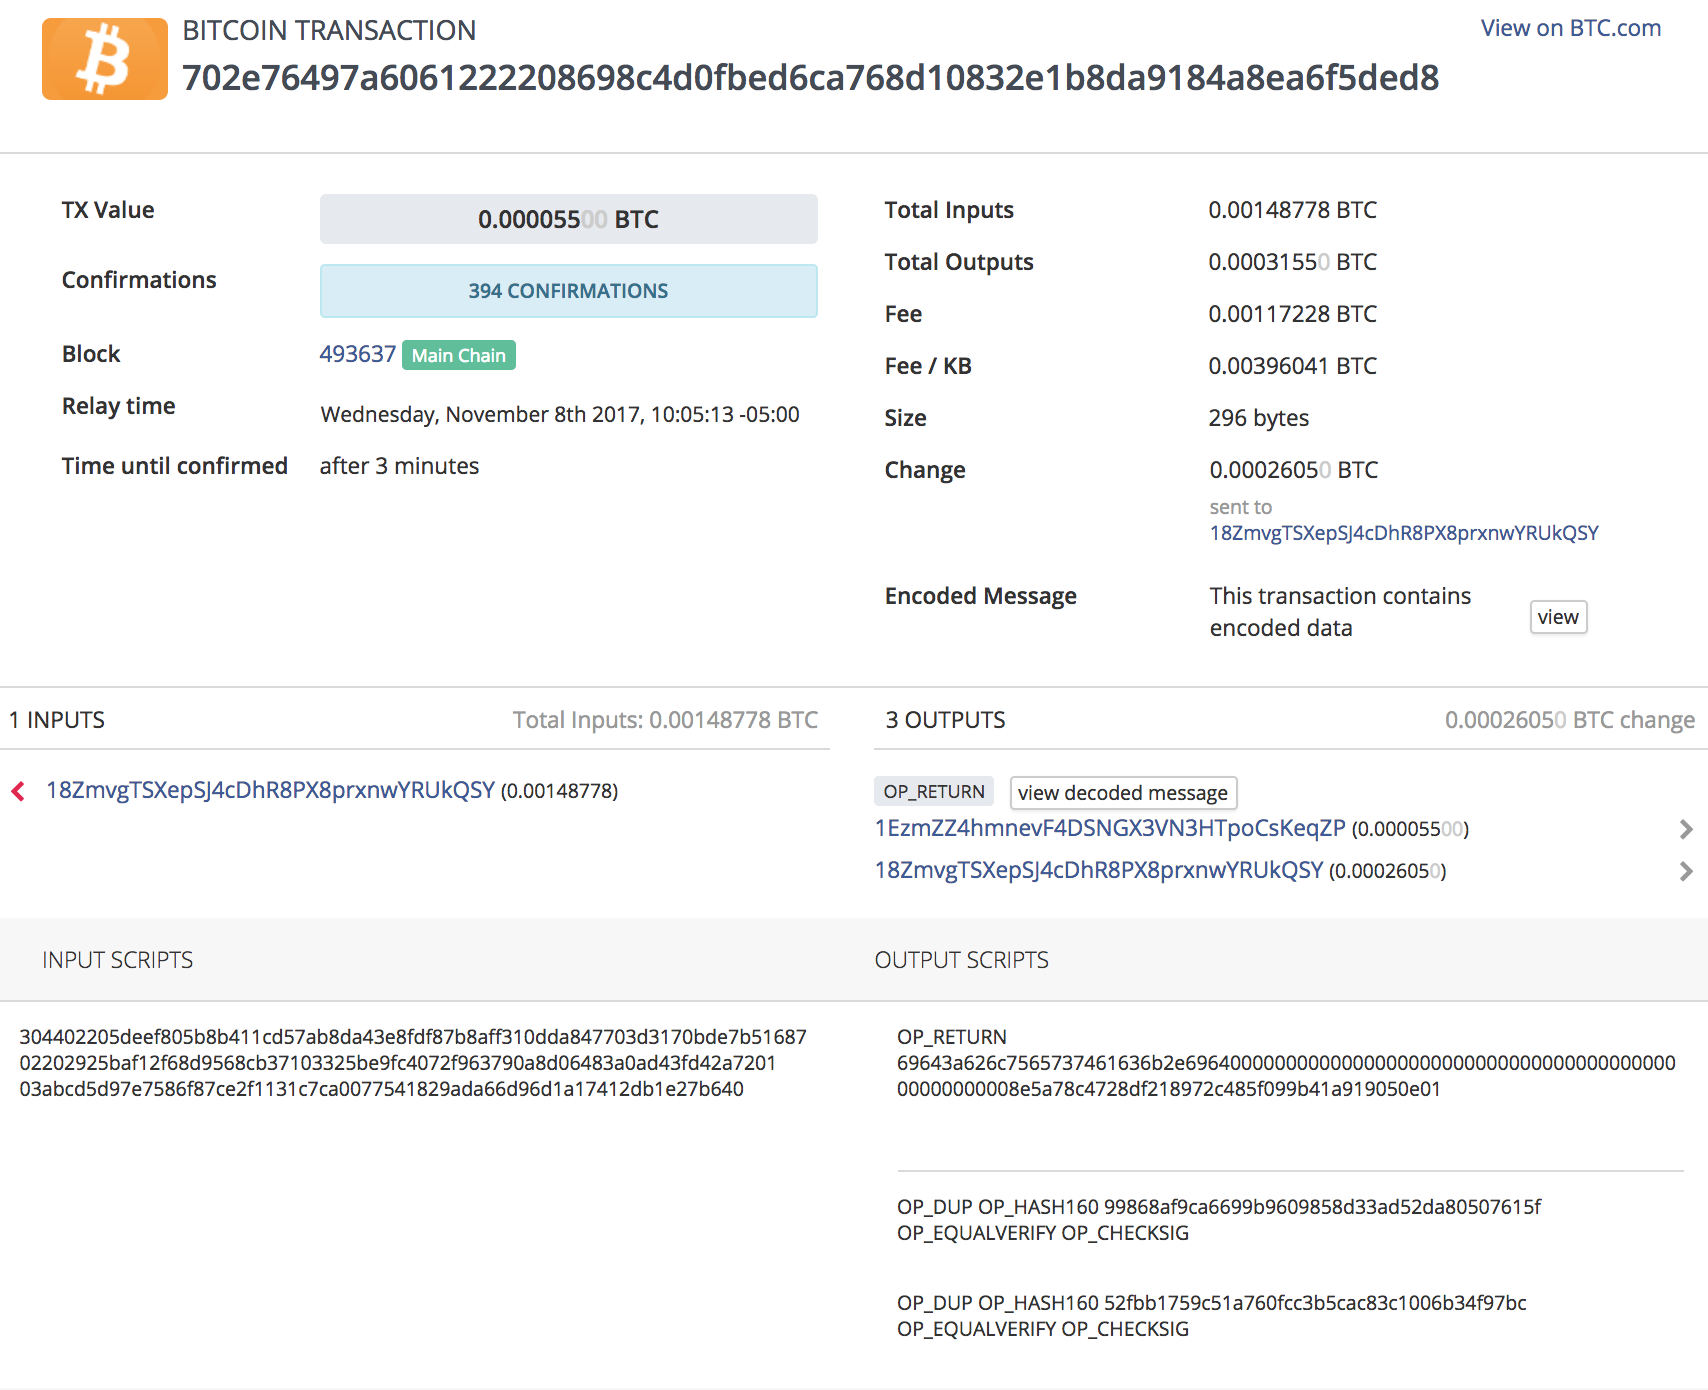 BITCOIN TRANSACTION
View on BTC.com
702e76497a6061222208698c4d0fbed6ca768d10832e1b8da9184a8ea6f5ded8
TX Value
0.00005500 BTC
Confirmations
394 CONFIRMATIONS
Block
493637 Main Chain
Relay time
Wednesday, November 8th 2017, 10:05:13 -05:00
Time until confirmed
after 3 minutes
Total Inputs
0.00148778 BTC
Total Outputs
0.00031550 BTC
Fee
0.00117228 BTC
Fee / KB
0.00396041 BTC
Size
296 bytes
Change
0.00026050 BTC
sent to
18ZmvgTSXepSJ4cDhR8PX8prxnwYRUkQSY
Encoded Message
This transaction contains
encoded data
view
1 INPUTS
Total Inputs: 0.00148778 BTC
18ZmvgTSXepSJ4cDhR8PX8prxnwYRUkQSY (0.00148778)
3 OUTPUTS
0.00026050 BTC change
OP_RETURN view decoded message
1EzmZZ4hmnevF4DSNGX3VN3HTpoCsKeqZP (0.00005500)
18ZmvgTSXepSJ4cDhR8PX8prxnwYRUkQSY (0.00026050)
INPUT SCRIPTS
304402205deef805b8b411cd57ab8da43e8fdf87b8aff310dda847703d3170bde7b51687
02202925baf12f68d9568cb37103325be9fc4072f963790a8d06483a0ad43fd42a7201
03abcd5d97e7586f87ce2f1131c7ca0077541829ada66d96d1a17412db1e27b640
OUTPUT SCRIPTS
OP_RETURN
69643a626c7565737461636b2e69640000000000000000000000000000000000000000
00000000008e5a78c4728df218972c485f099b41a919050e01
OP_DUP OP_HASH160 99868af9ca6699b9609858d33ad52da80507615f
OP_EQUALVERIFY OP_CHECKSIG
OP_DUP OP_HASH160 52fbb1759c51a760fcc3b5cac83c1006b34f97bc
OP_EQUALVERIFY OP_CHECKSIG